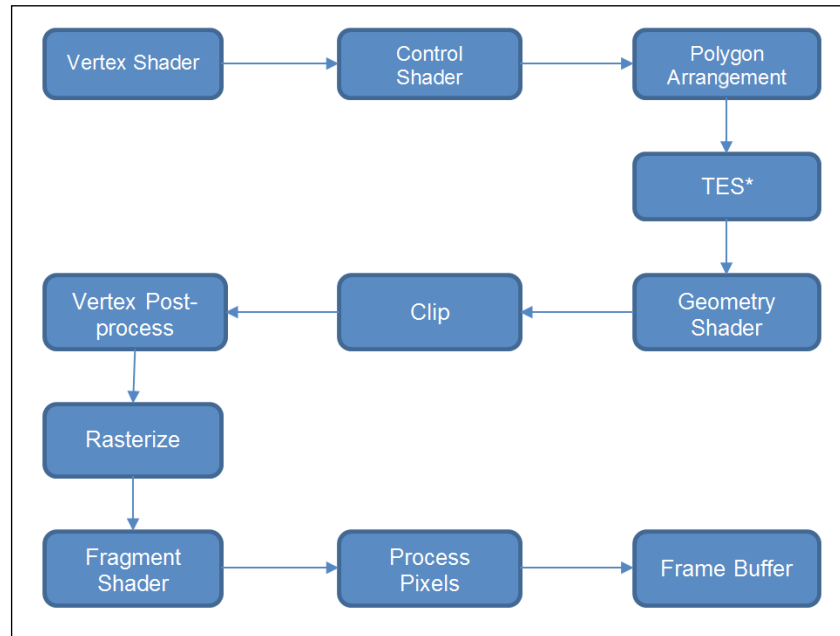 Vertex Shader
Control
Shader
Polygon
Arrangement
TES*
Geometry
Shader
Clip
Vertex Post-
process
Rasterize
Fragment
Shader
Process
Pixels
Frame Buffer